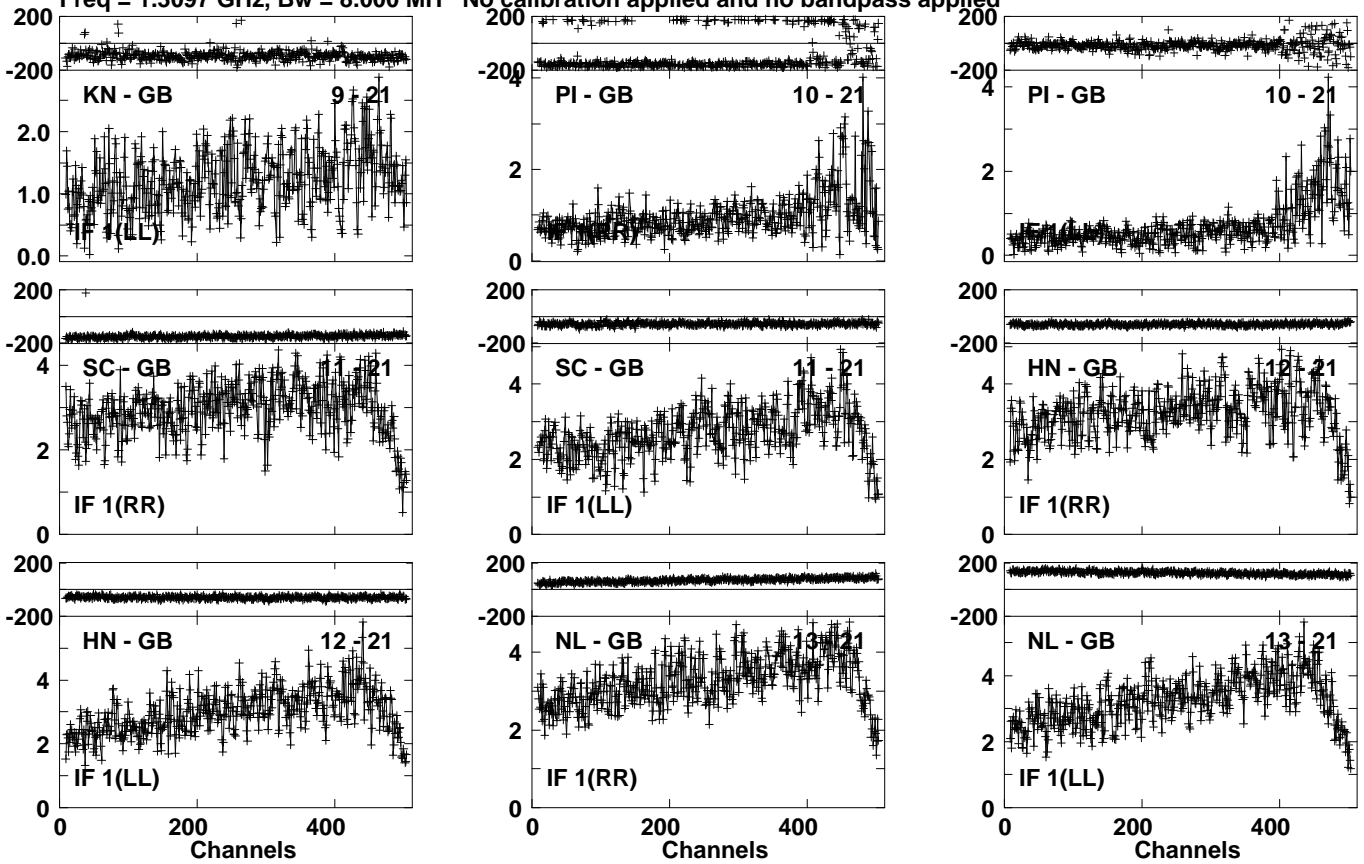 Freq = 1.3097 GHz, Bw = 8.000 MH No calibration applied and no bandpass applied
200
-200
KN - GB 9 - 21
2.0
1.0
0.0
IF 1(LL)
200
-200
4
PI - GB 10 - 21
2
0
200
-200
4
PI - GB 10 - 21
2
0
200
-200
SC - GB 11 - 21
4
2
0
IF 1(RR)
200
-200
SC - GB 11 - 21
4
2
0
IF 1(LL)
200
-200
HN - GB 12 - 21
4
2
0
IF 1(RR)
200
-200
HN - GB 12 - 21
4
2
0
IF 1(LL)
0 200 400
Channels
200
-200
NL - GB 13 - 21
4
2
0
IF 1(RR)
0 200 400
Channels
200
-200
NL - GB 13 - 21
4
2
0
IF 1(LL)
0 200 400
Channels